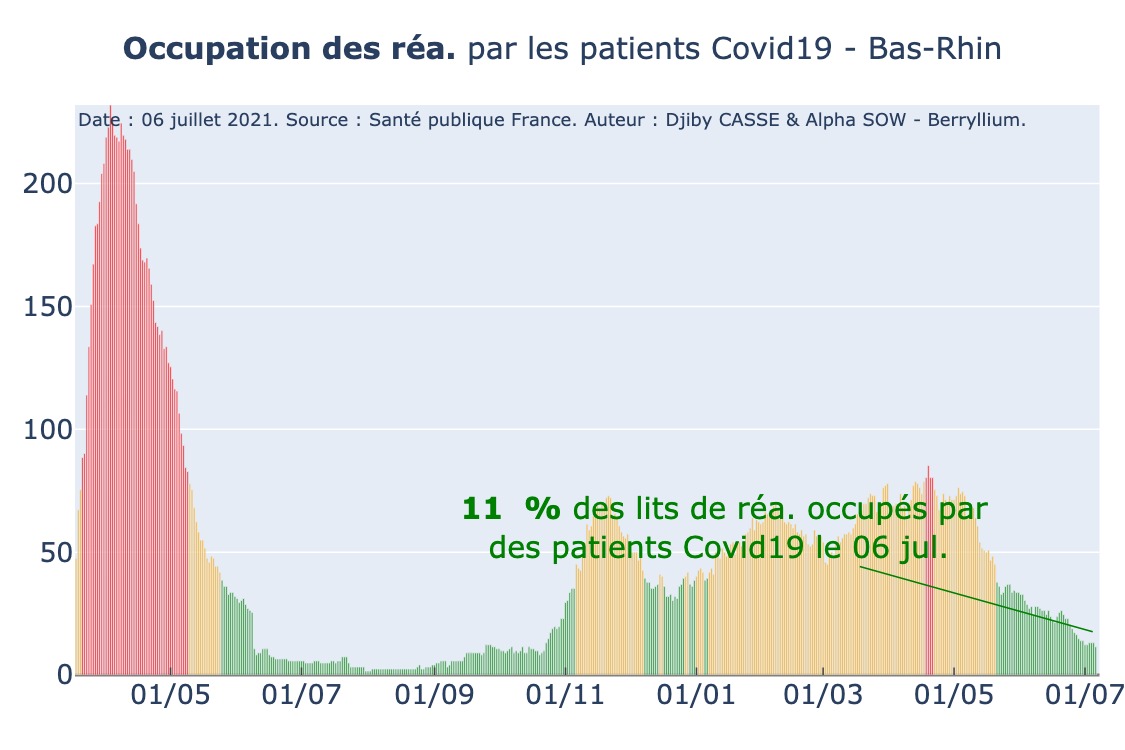 Occupation des réa. par les patients Covid19 - Bas-Rhin
Date : 06 juillet 2021. Source : Santé publique France. Auteur : Djiby CASSE & Alpha SOW - Berryllium.
200
150
100
50
0
11 % des lits de réa. occupés par
des patients Covid19 le 06 jul.
01/05 01/07 01/09 01/11 01/01 01/03 01/05 01/07